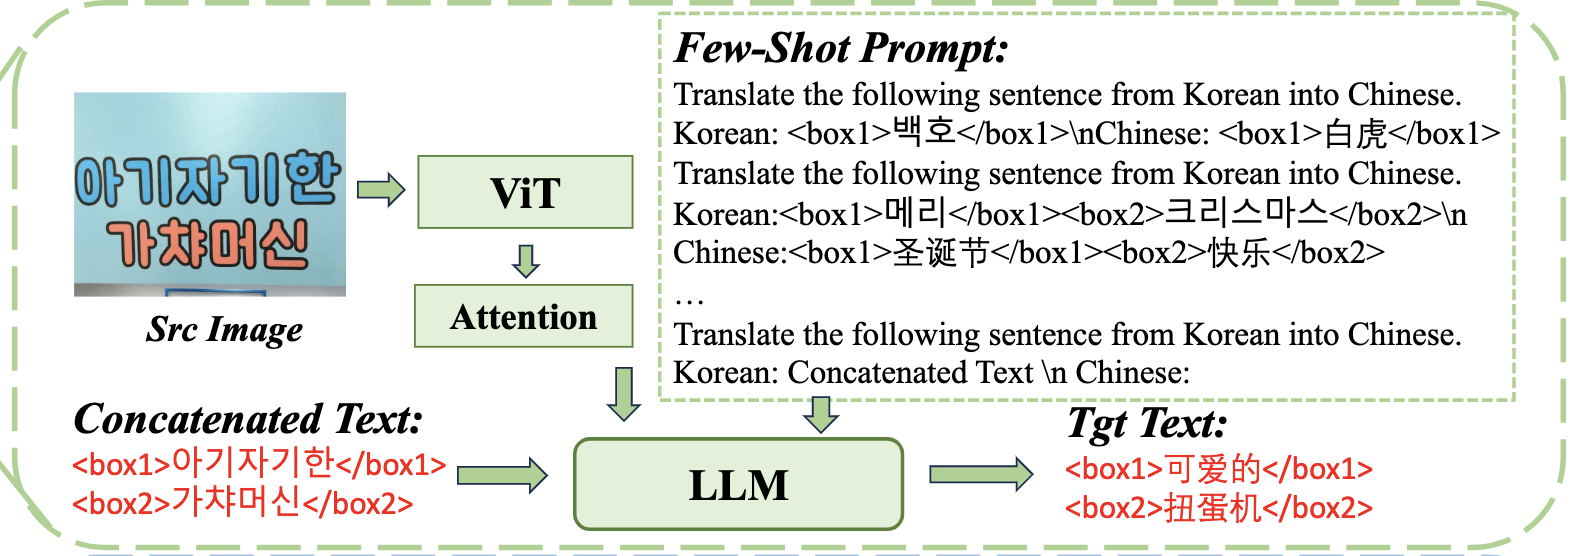 Few-Shot Prompt:
Translate the following sentence from Korean into Chinese.
Korean: <box1>백호</box1>\nChinese: <box1>白虎</box1>
Translate the following sentence from Korean into Chinese.
Korean:<box1>메리</box1><box2>크리스마스</box2>\n
Chinese:<box1>圣诞节</box1><box2>快乐</box2>
…
Translate the following sentence from Korean into Chinese.
Korean: Concatenated Text \n Chinese:
아기자기한
가챠머신
Src Image
ViT
Attention
Concatenated Text:
<box1>아기자기한</box1>
<box2>가챠머신</box2>
LLM
Tgt Text:
<box1>可爱的</box1>
<box2>扭蛋机</box2>